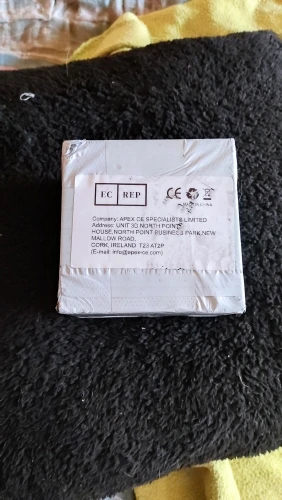 EC REP
CE
Company: APEX CE SPECIALISTS LIMITED
Address: UNIT 3D NORTH POINT
HOUSE,NORTH POINT BUSINESS PARK,NEW
MALLOW ROAD,
CORK, IRELAND. T23 AT2P
(E-mail: info@apex-ce.com)